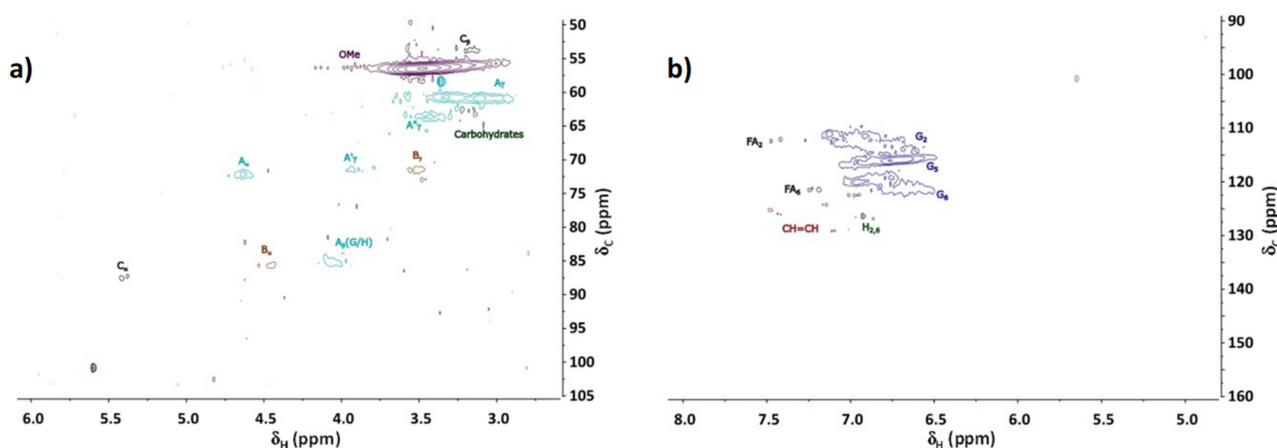 a)
OMe
Cβ
Aγ
A"γ
Carbohydrates
Aα
A'γ
Bγ
Aβ(G/H)
Bα
Cα
50
55
60
65
70
75
80
85
90
95
100
105
δC (ppm)
6.0 5.5 5.0 4.5 4.0 3.5 3.0
δH (ppm)
b)
FA2
G2
G5
FA6
G6
CH=CH
H2,6
90
100
110
120
130
140
150
160
δC (ppm)
8.0 7.5 7.0 6.5 6.0 5.5 5.0
δH (ppm)